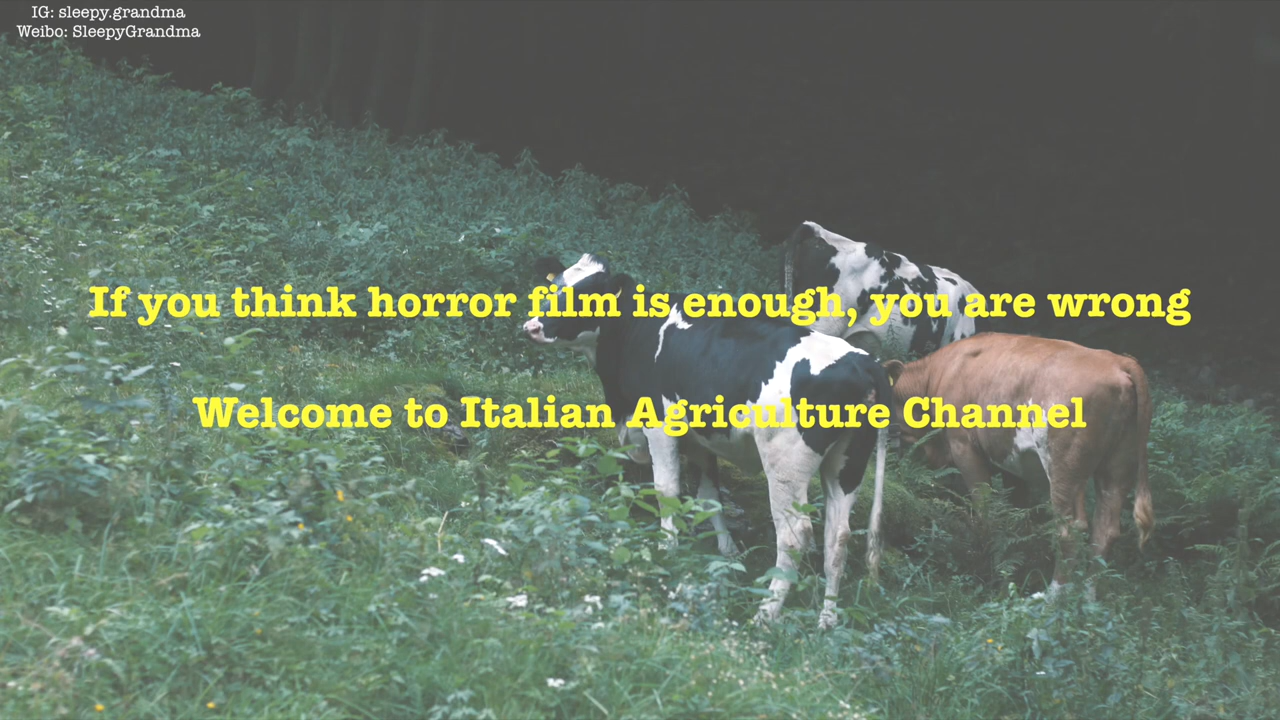 IG: sleepy.grandma
Weibo: SleepyGrandma
If you think horror film is enough, you are wrong
Welcome to Italian Agriculture Channel